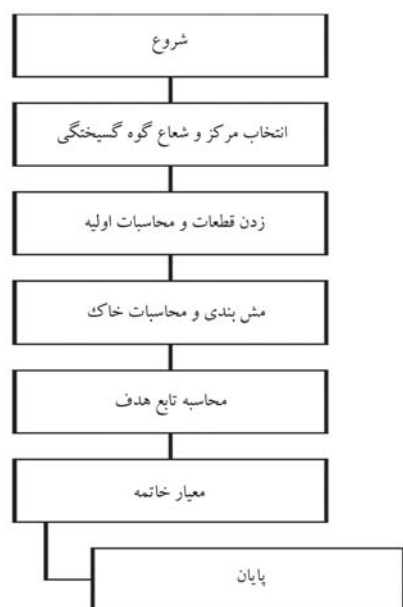 شروع
انتخاب مرکز و شعاع گوه گسیختگی
زدن قطعات و محاسبات اولیه
مش بندی و محاسبات خاک
محاسبه تابع هدف
معیار خاتمه
پایان